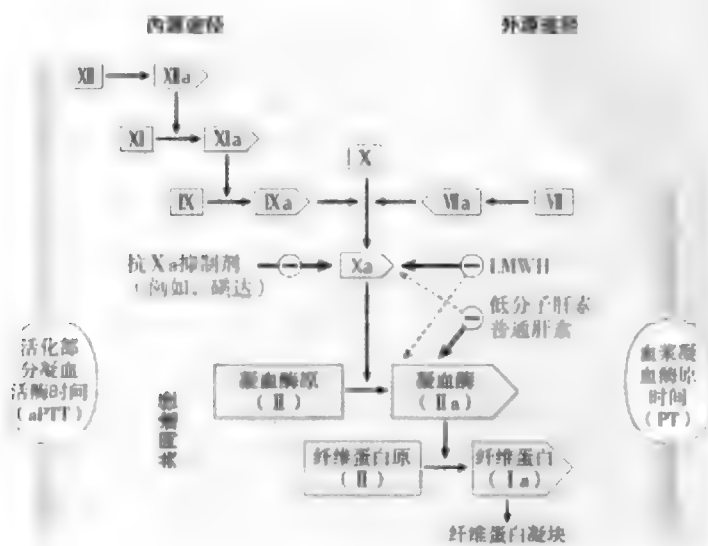 内源途径
外源途径
XII
XIIa
XI
XIa
X
IX
IXa
VIIa
VII
抗Xa抑制剂
（例如，磺达）
Xa
LMWH
低分子肝素
普通肝素
活化部
分凝血
活酶时间
（aPTT）
血浆凝
血酶原
时间
（PT）
凝血酶原
（II）
凝血酶
（IIa）
纤维蛋白原
（II）
纤维蛋白
（Ia）
纤维蛋白凝块